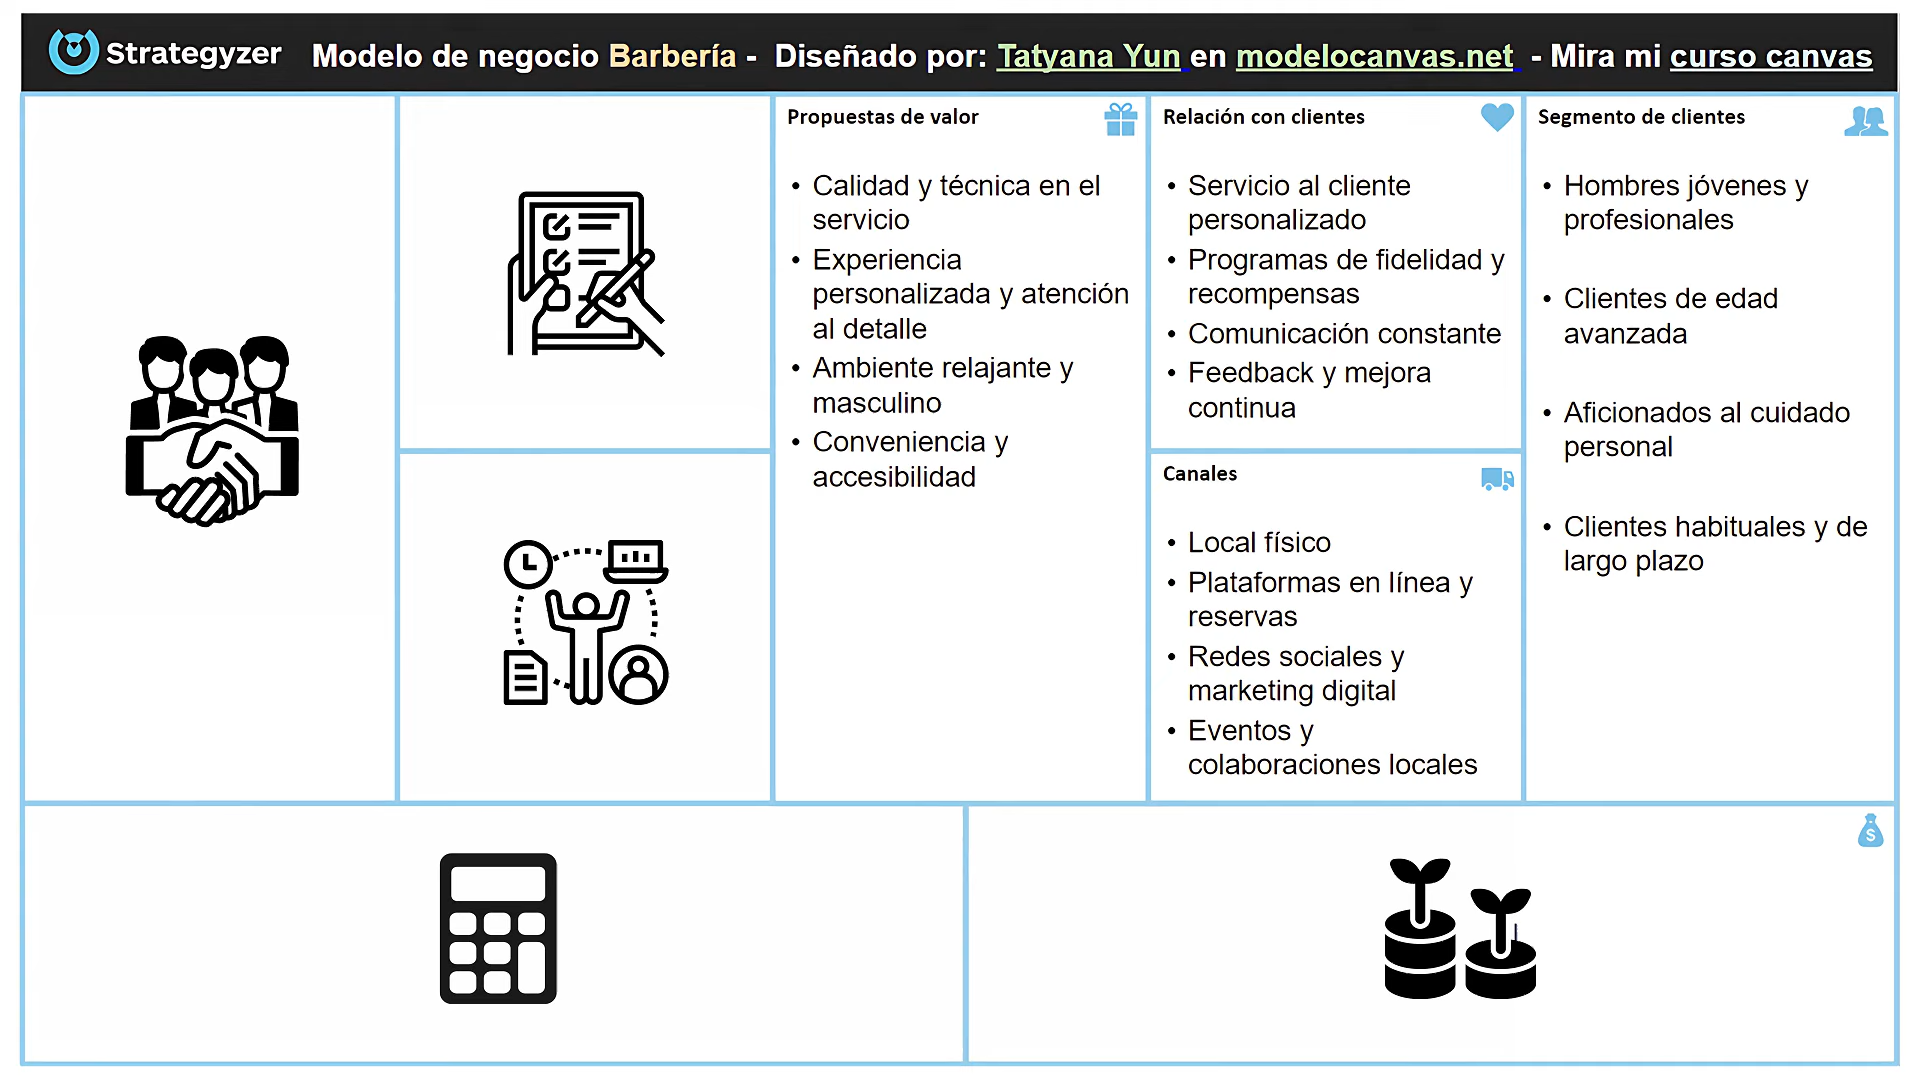 Strategyzer Modelo de negocio Barbería - Diseñado por: Tatyana Yun en modelocanvas.net - Mira mi curso canvas
Propuestas de valor
• Calidad y técnica en el
servicio
• Experiencia
personalizada y atención
al detalle
• Ambiente relajante y
masculino
• Conveniencia y
accesibilidad
Relación con clientes
• Servicio al cliente
personalizado
• Programas de fidelidad y
recompensas
• Comunicación constante
• Feedback y mejora
continua
Canales
• Local físico
• Plataformas en línea y
reservas
• Redes sociales y
marketing digital
• Eventos y
colaboraciones locales
Segmento de clientes
• Hombres jóvenes y
profesionales
• Clientes de edad
avanzada
• Aficionados al cuidado
personal
• Clientes habituales y de
largo plazo
$